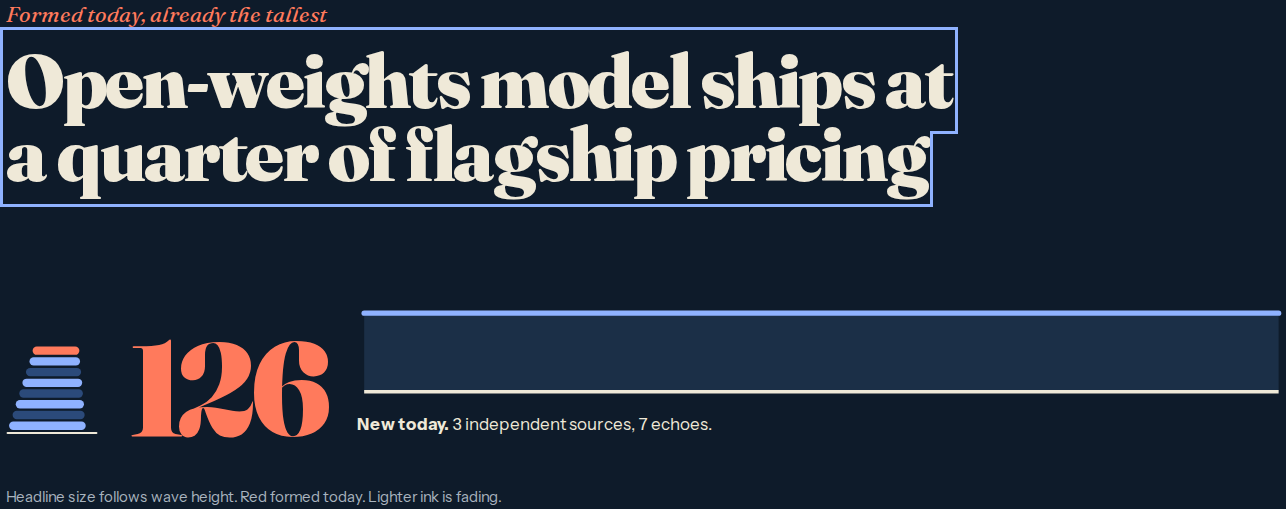 Formed today, already the tallest
Open-weights model ships at
a quarter of flagship pricing
126
New today. 3 independent sources, 7 echoes.
Headline size follows wave height. Red formed today. Lighter ink is fading.